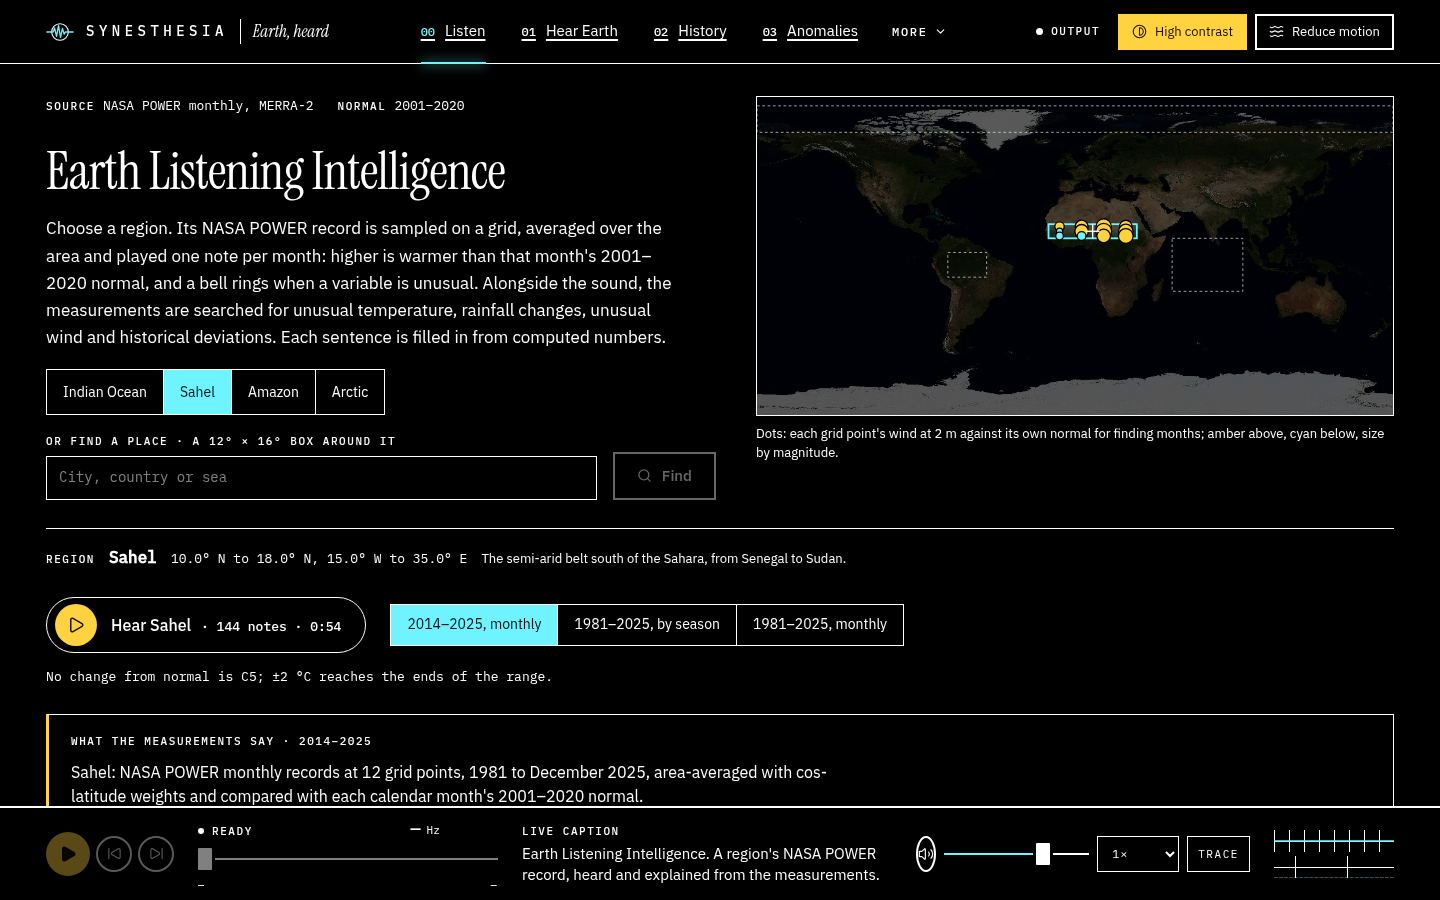 SYNESTHESIA Earth, heard
00 Listen 01 Hear Earth 02 History 03 Anomalies MORE
OUTPUT High contrast Reduce motion
SOURCE NASA POWER monthly, MERRA-2 NORMAL 2001–2020
Earth Listening Intelligence
Choose a region. Its NASA POWER record is sampled on a grid, averaged over the
area and played one note per month: higher is warmer than that month's 2001–
2020 normal, and a bell rings when a variable is unusual. Alongside the sound, the
measurements are searched for unusual temperature, rainfall changes, unusual
wind and historical deviations. Each sentence is filled in from computed numbers.
Indian Ocean Sahel Amazon Arctic
OR FIND A PLACE · A 12° × 16° BOX AROUND IT
City, country or sea Find
Dots: each grid point's wind at 2 m against its own normal for finding months; amber above, cyan below, size
by magnitude.
REGION Sahel 10.0° N to 18.0° N, 15.0° W to 35.0° E The semi-arid belt south of the Sahara, from Senegal to Sudan.
Hear Sahel · 144 notes · 0:54
2014–2025, monthly 1981–2025, by season 1981–2025, monthly
No change from normal is C5; ±2 °C reaches the ends of the range.
WHAT THE MEASUREMENTS SAY · 2014–2025
Sahel: NASA POWER monthly records at 12 grid points, 1981 to December 2025, area-averaged with cos-
latitude weights and compared with each calendar month's 2001–2020 normal.
READY — Hz
– –
LIVE CAPTION
Earth Listening Intelligence. A region's NASA POWER
record, heard and explained from the measurements.
1× TRACE